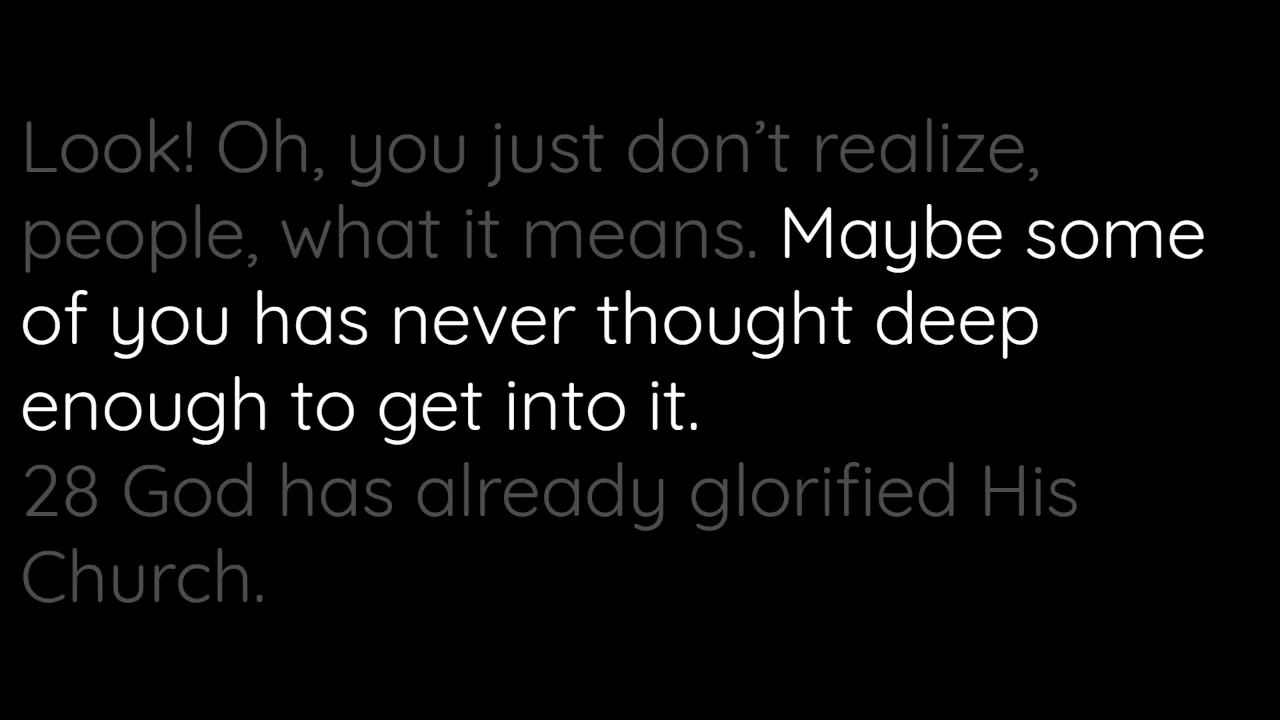 Look! Oh, you just don’t realize,
people, what it means. Maybe some
of you has never thought deep
enough to get into it.
28 God has already glorified His
Church.